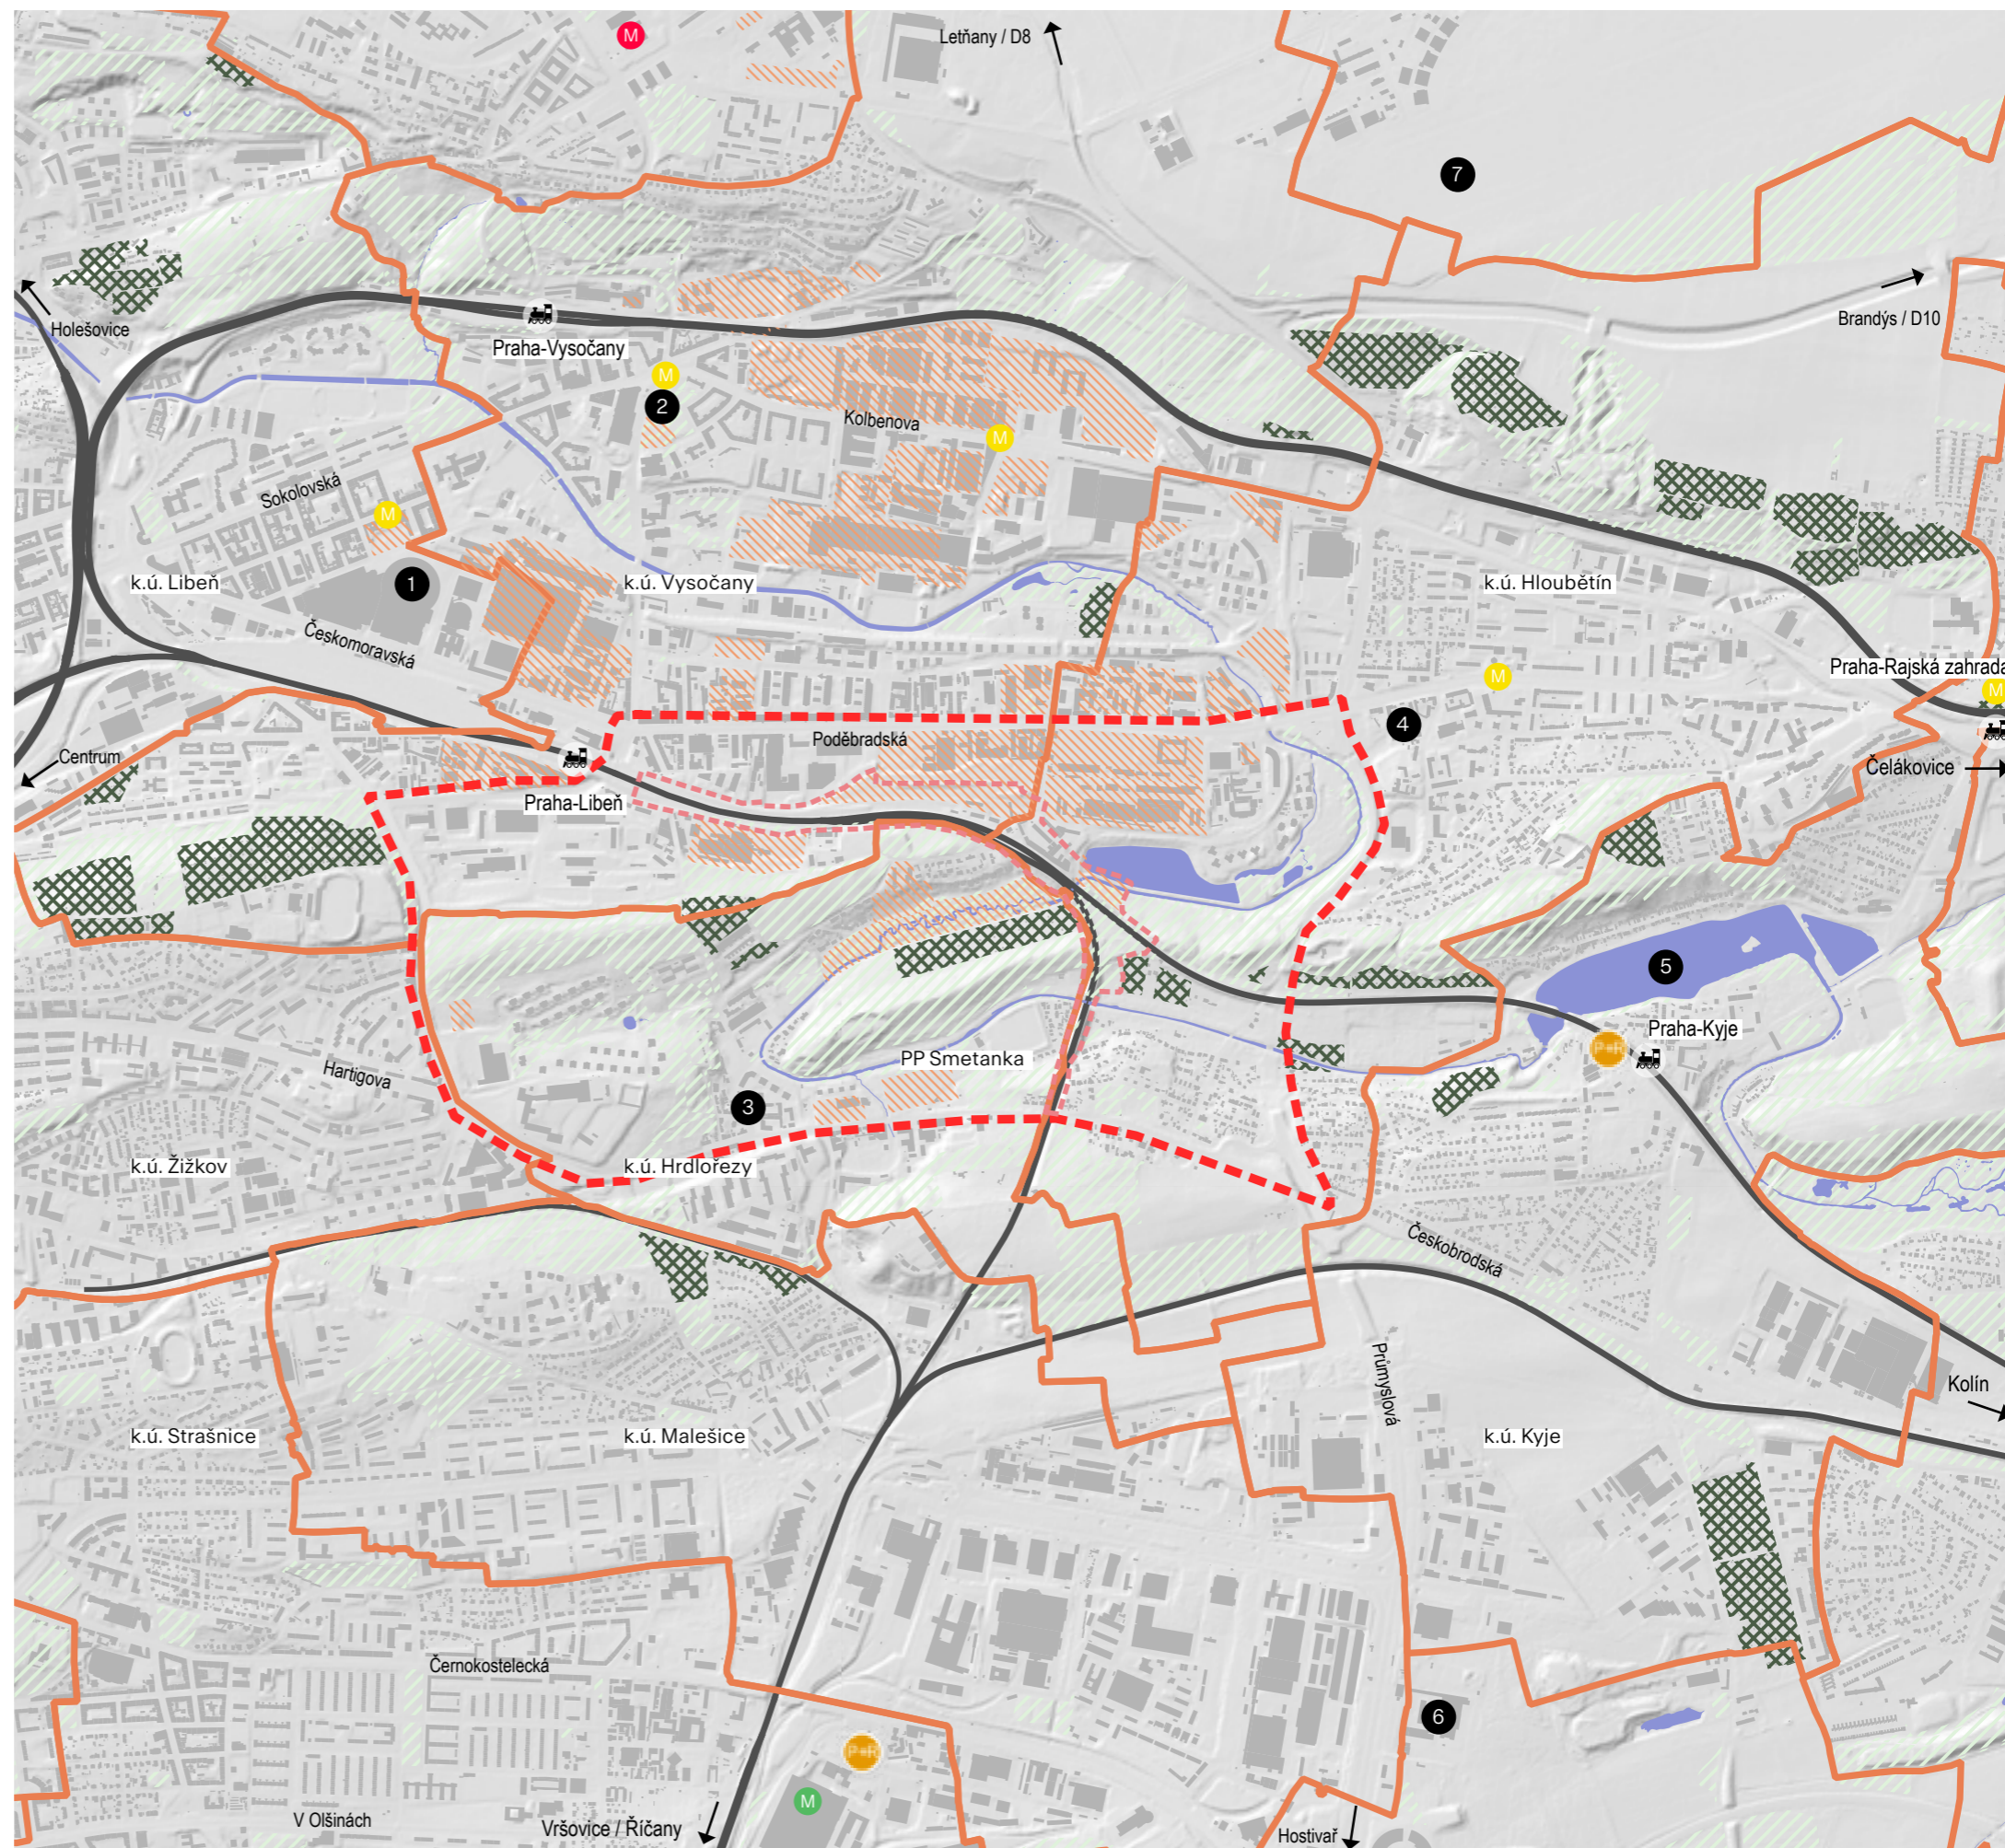 M
Letňany / D8
7
Holešovice
Brandýs / D10
Praha-Vysočany
M
2
Kolbenova
M
Sokolovská
M
k.ú. Libeň
1
k.ú. Vysočany
k.ú. Hloubětín
Českomoravská
Praha-Rajská zahrada
M
M
4
Poděbradská
Centrum
Čelákovice
Praha-Libeň
5
Praha-Kyje
P+R
PP Smetanka
Hartigova
3
k.ú. Žižkov
k.ú. Hrdlořezy
Českobrodská
Průmyslová
Kolín
k.ú. Strašnice
k.ú. Malešice
k.ú. Kyje
Černokostelecká
6
P+R
M
V Olšinách
Vršovice / Říčany
Hostivař